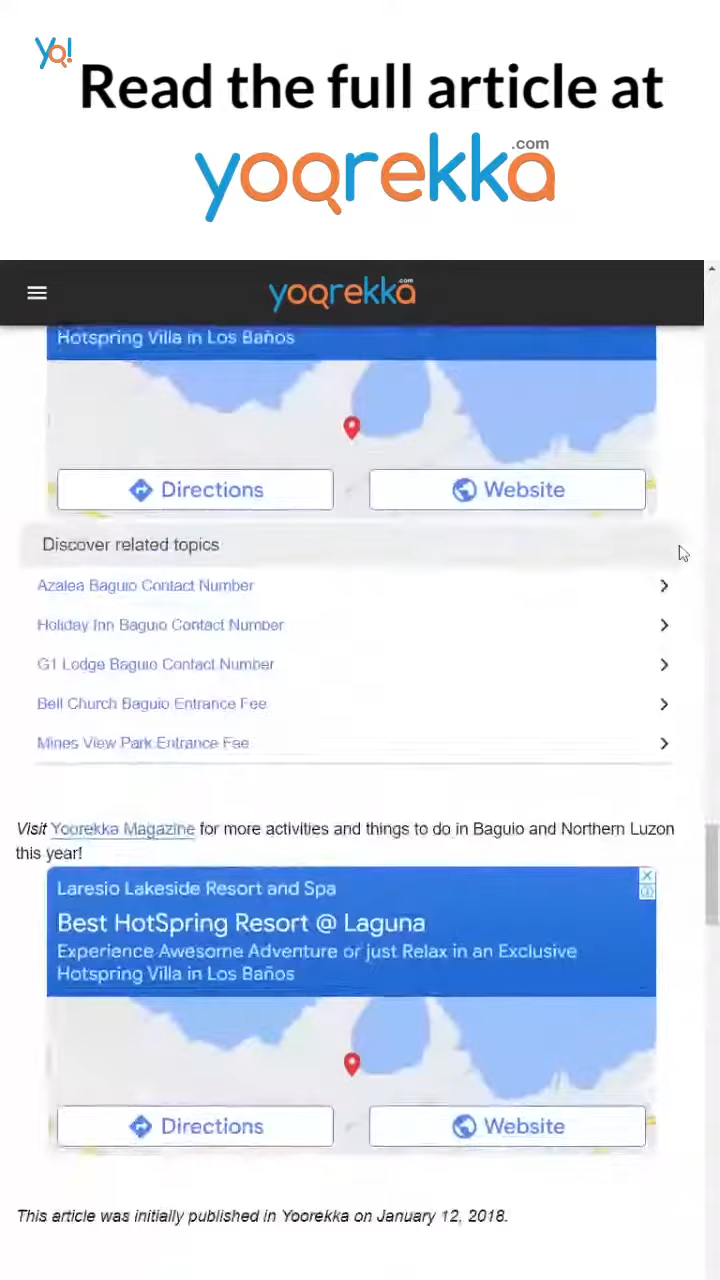 Yo!
Read the full article at
yoorekka
.com
yoorekka
.com
Hotspring Villa in Los Baños
Directions
Website
Discover related topics
Azalea Baguio Contact Number
Holiday Inn Baguio Contact Number
G1 Lodge Baguio Contact Number
Bell Church Baguio Entrance Fee
Mines View Park Entrance Fee
Visit Yoorekka Magazine for more activities and things to do in Baguio and Northern Luzon
this year!
Laresio Lakeside Resort and Spa
Best HotSpring Resort @ Laguna
Experience Awesome Adventure or just Relax in an Exclusive
Hotspring Villa in Los Baños
Directions
Website
This article was initially published in Yoorekka on January 12, 2018.